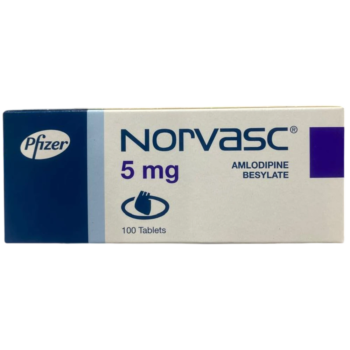 Pfizer
NORVASC®
5 mg
AMLODIPINE
BESYLATE
100 Tablets